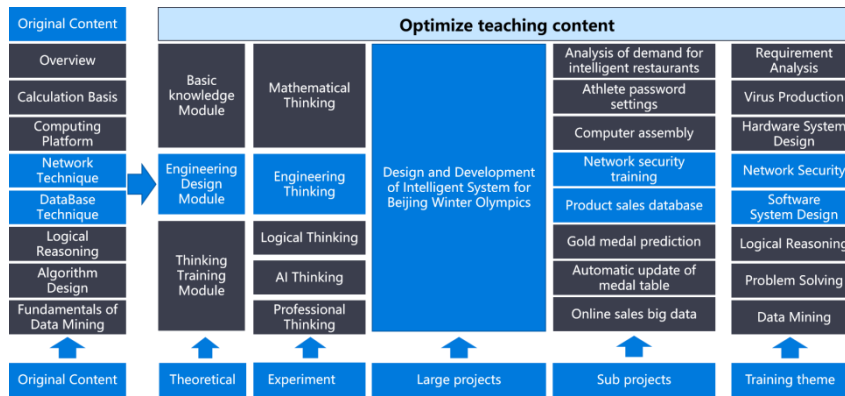 Original Content
Optimize teaching content
Overview
Calculation Basis
Computing
Platform
Network
Technique
DataBase
Technique
Logical
Reasoning
Algorithm
Design
Fundamentals of
Data Mining
Basic
knowledge
Module
Engineering
Design
Module
Thinking
Training
Module
Mathematical
Thinking
Engineering
Thinking
Logical Thinking
AI Thinking
Professional
Thinking
Design and Development
of Intelligent System for
Beijing Winter Olympics
Analysis of demand for
intelligent restaurants
Athlete password
settings
Computer assembly
Network security
training
Product sales database
Gold medal prediction
Automatic update of
medal table
Online sales big data
Requirement
Analysis
Virus Production
Hardware System
Design
Network Security
Software
System Design
Logical Reasoning
Problem Solving
Data Mining
Original Content
Theoretical
Experiment
Large projects
Sub projects
Training theme